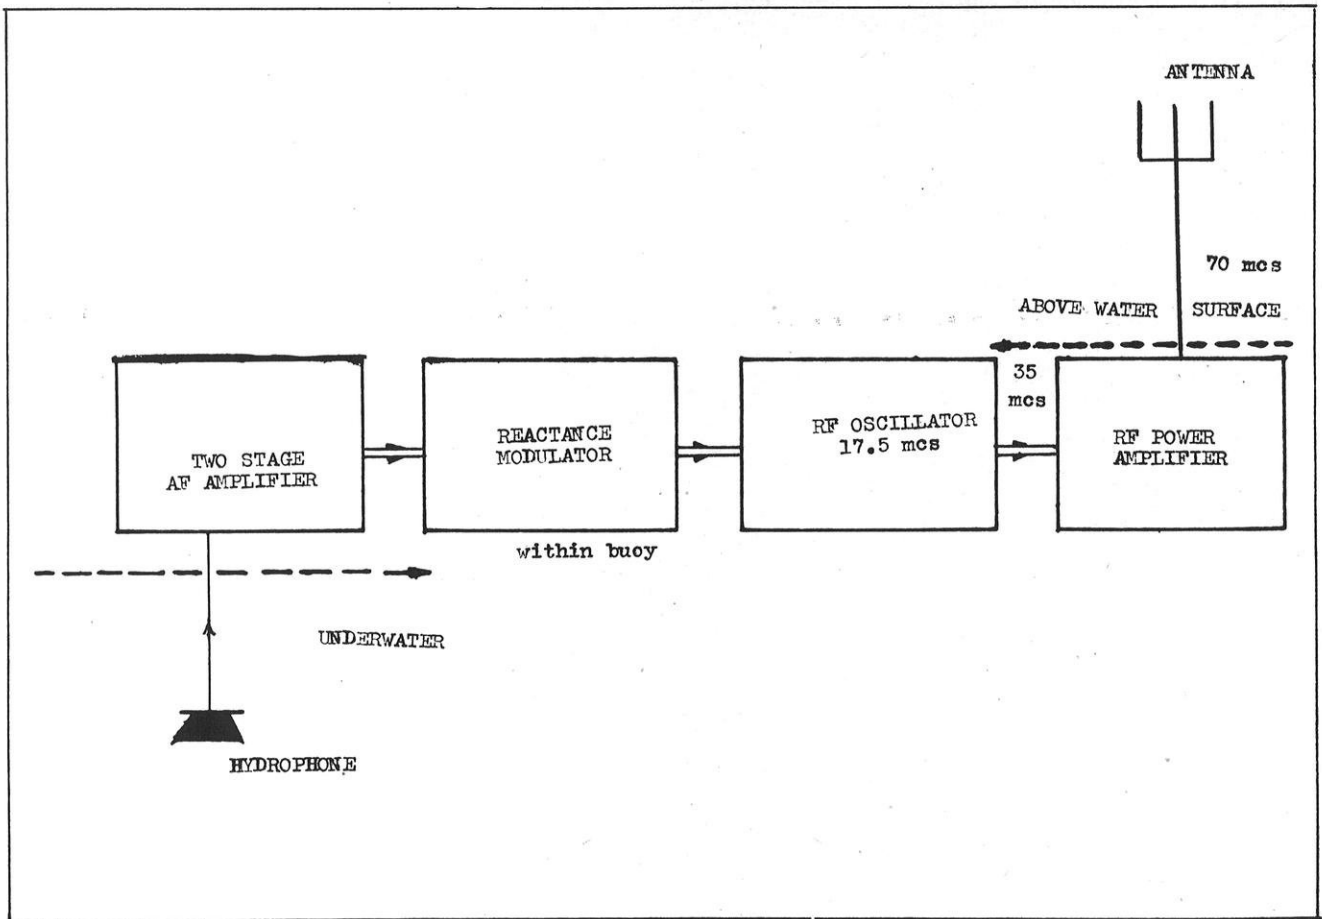 ANTENNA
70 mcs
ABOVE WATER SURFACE
35
mcs
TWO STAGE
AF AMPLIFIER
REACTANCE
MODULATOR
RF OSCILLATOR
17.5 mcs
RF POWER
AMPLIFIER
within buoy
UNDERWATER
HYDROPHONE